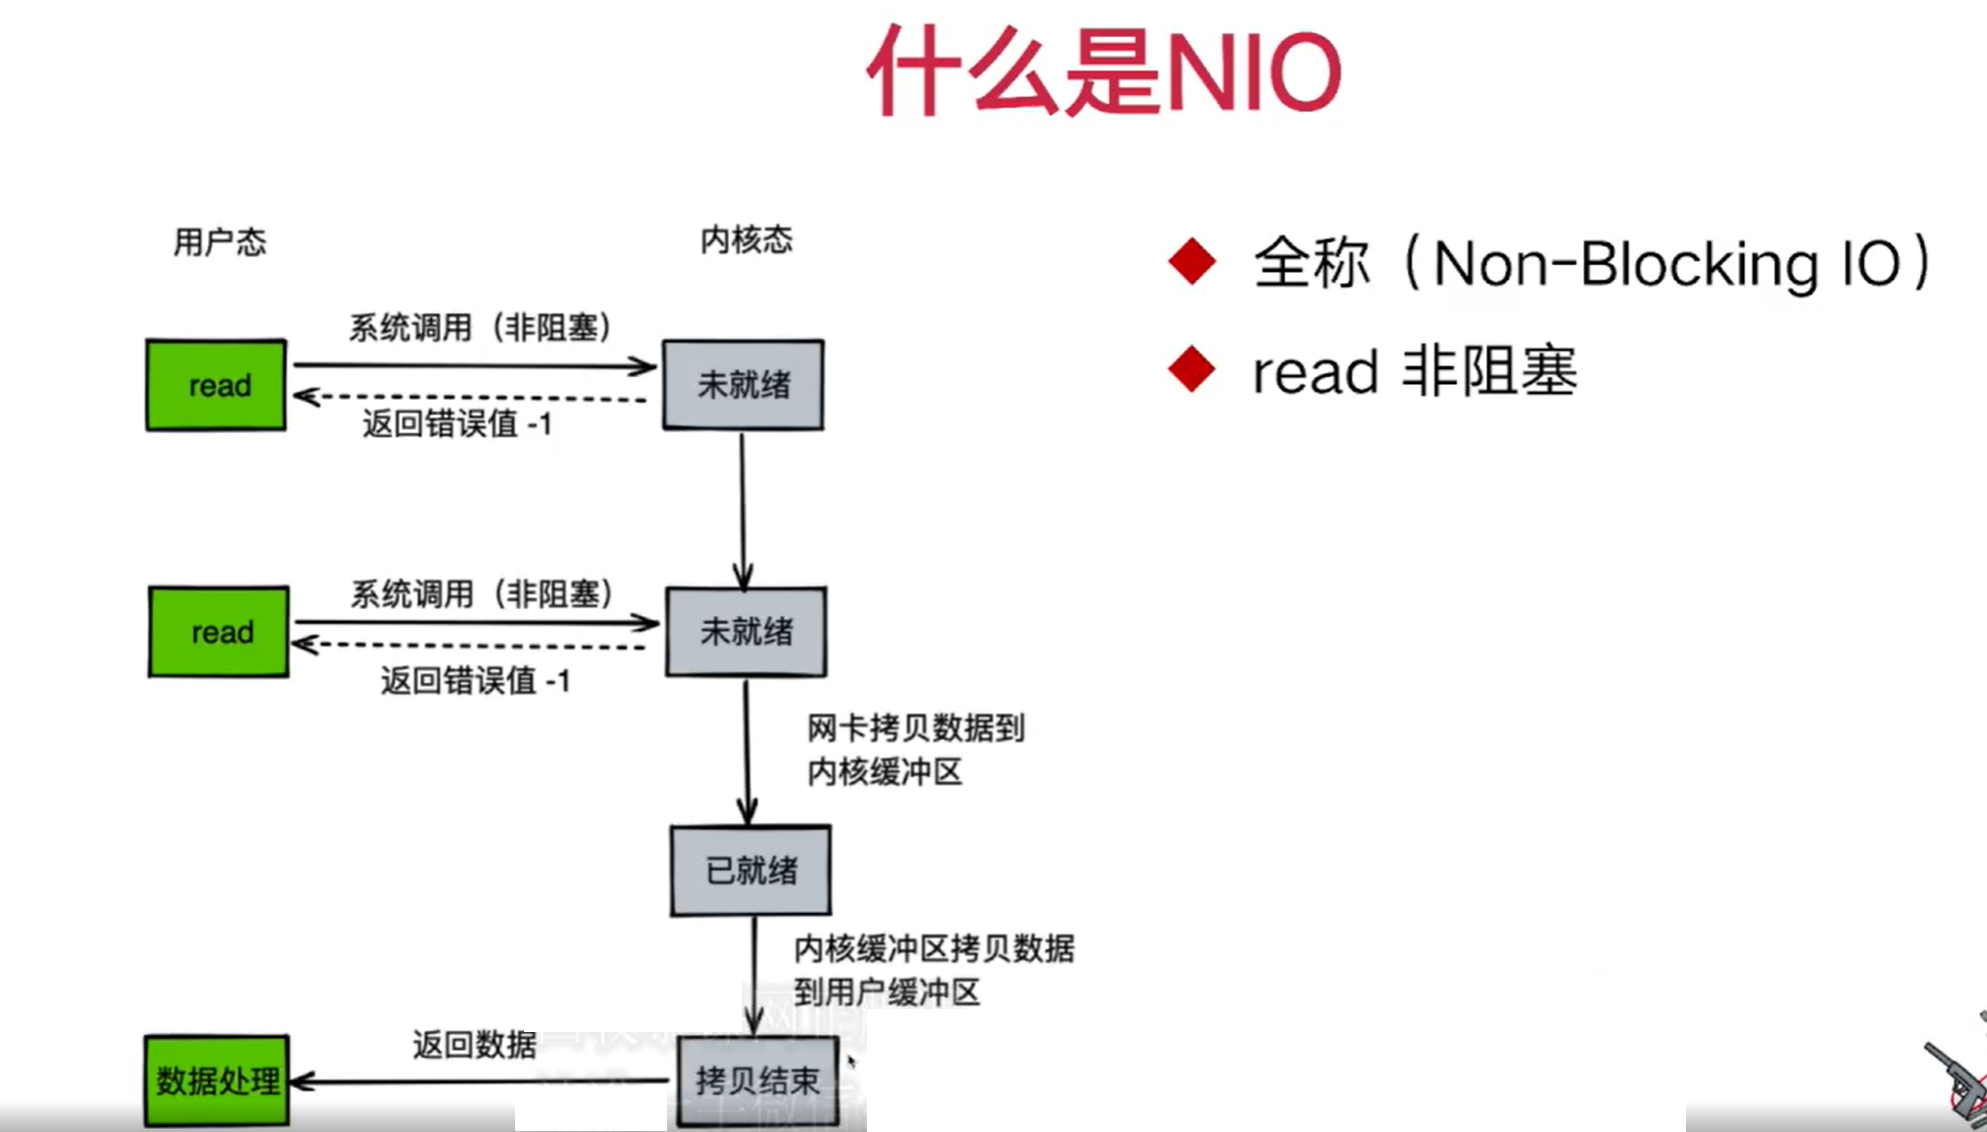 什么是NIO
用户态
内核态
系统调用（非阻塞）
read
未就绪
返回错误值 -1
系统调用（非阻塞）
read
未就绪
返回错误值 -1
网卡拷贝数据到
内核缓冲区
已就绪
内核缓冲区拷贝数据
到用户缓冲区
返回数据
数据处理
拷贝结束
全称（Non-Blocking IO）
read 非阻塞